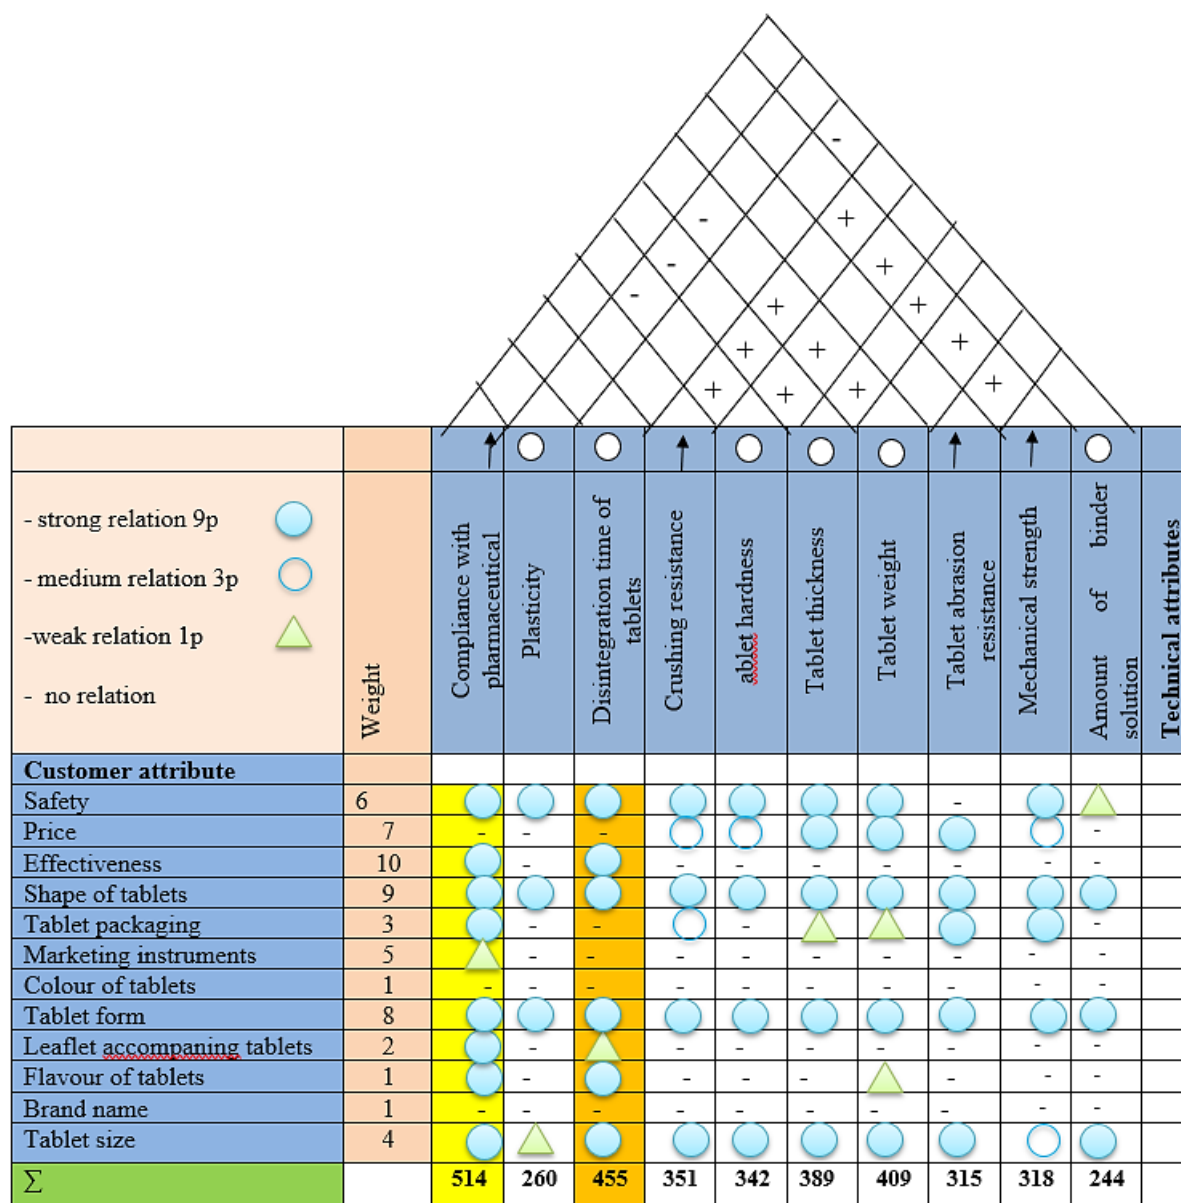 -
-
+
-
+
-
+
-
+
+
+
+
+
+
+
+
+
- strong relation 9p
- medium relation 3p
-weak relation 1p
- no relation
Weight
Compliance with
pharmaceutical
Plasticity
Disintegration time of
tablets
Crushing resistance
ablet hardness
Tablet thickness
Tablet weight
Tablet abrasion
resistance
Mechanical strength
Amount of binder
solution
Technical attributes
Customer attribute
Safety 6 -
Price 7 - - - -
Effectiveness 10 - - - - - - - -
Shape of tablets 9
Tablet packaging 3 - - - -
Marketing instruments 5 - - - - - - - - -
Colour of tablets 1 - - - - - - - - - -
Tablet form 8
Leaflet accompaning tablets 2 - - - - - - - -
Flavour of tablets 1 - - - - - - -
Brand name 1 - - - - - - - - - -
Tablet size 4
Σ 514 260 455 351 342 389 409 315 318 244